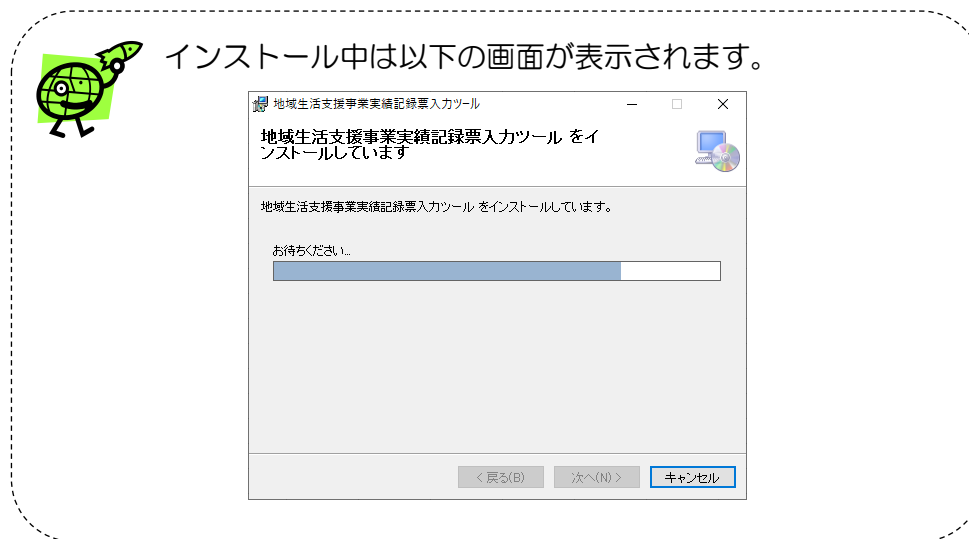 インストール中は以下の画面が表示されます。
地域生活支援事業実績記録票入力ツール
地域生活支援事業実績記録票入力ツール をイ
ンストールしています
地域生活支援事業実績記録票入力ツール をインストールしています。
お待ちください...
< 戻る(B)
次へ(N) >
キャンセル